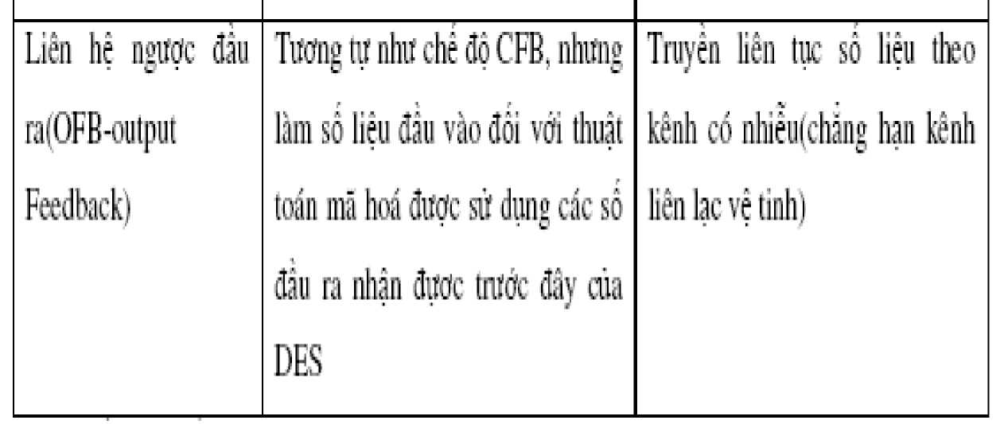 Liên hệ ngược đầu
ra(OFB-output
Feedback)
Tương tự như chế độ CFB, nhưng
làm số liệu đầu vào đối với thuật
toán mã hoá được sử dụng các số
đầu ra nhận đựơc trước đây của
DES
Truyền liên tục số liệu theo
kênh có nhiễu(chẳng hạn kênh
liên lạc vệ tinh)